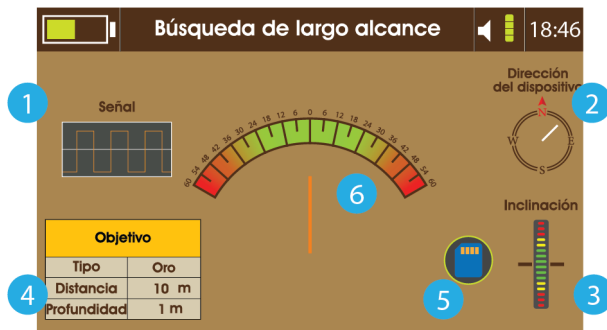 Búsqueda de largo alcance
18:46
1
Señal
Dirección
del dispositivo
2
N
W
E
S
60 54 48 42 36 30 24 18 12 6 0 6 12 18 24 30 36 42 48 54 60
6
Objetivo
Tipo Oro
Distancia 10 m
Profundidad 1 m
4
5
Inclinación
3